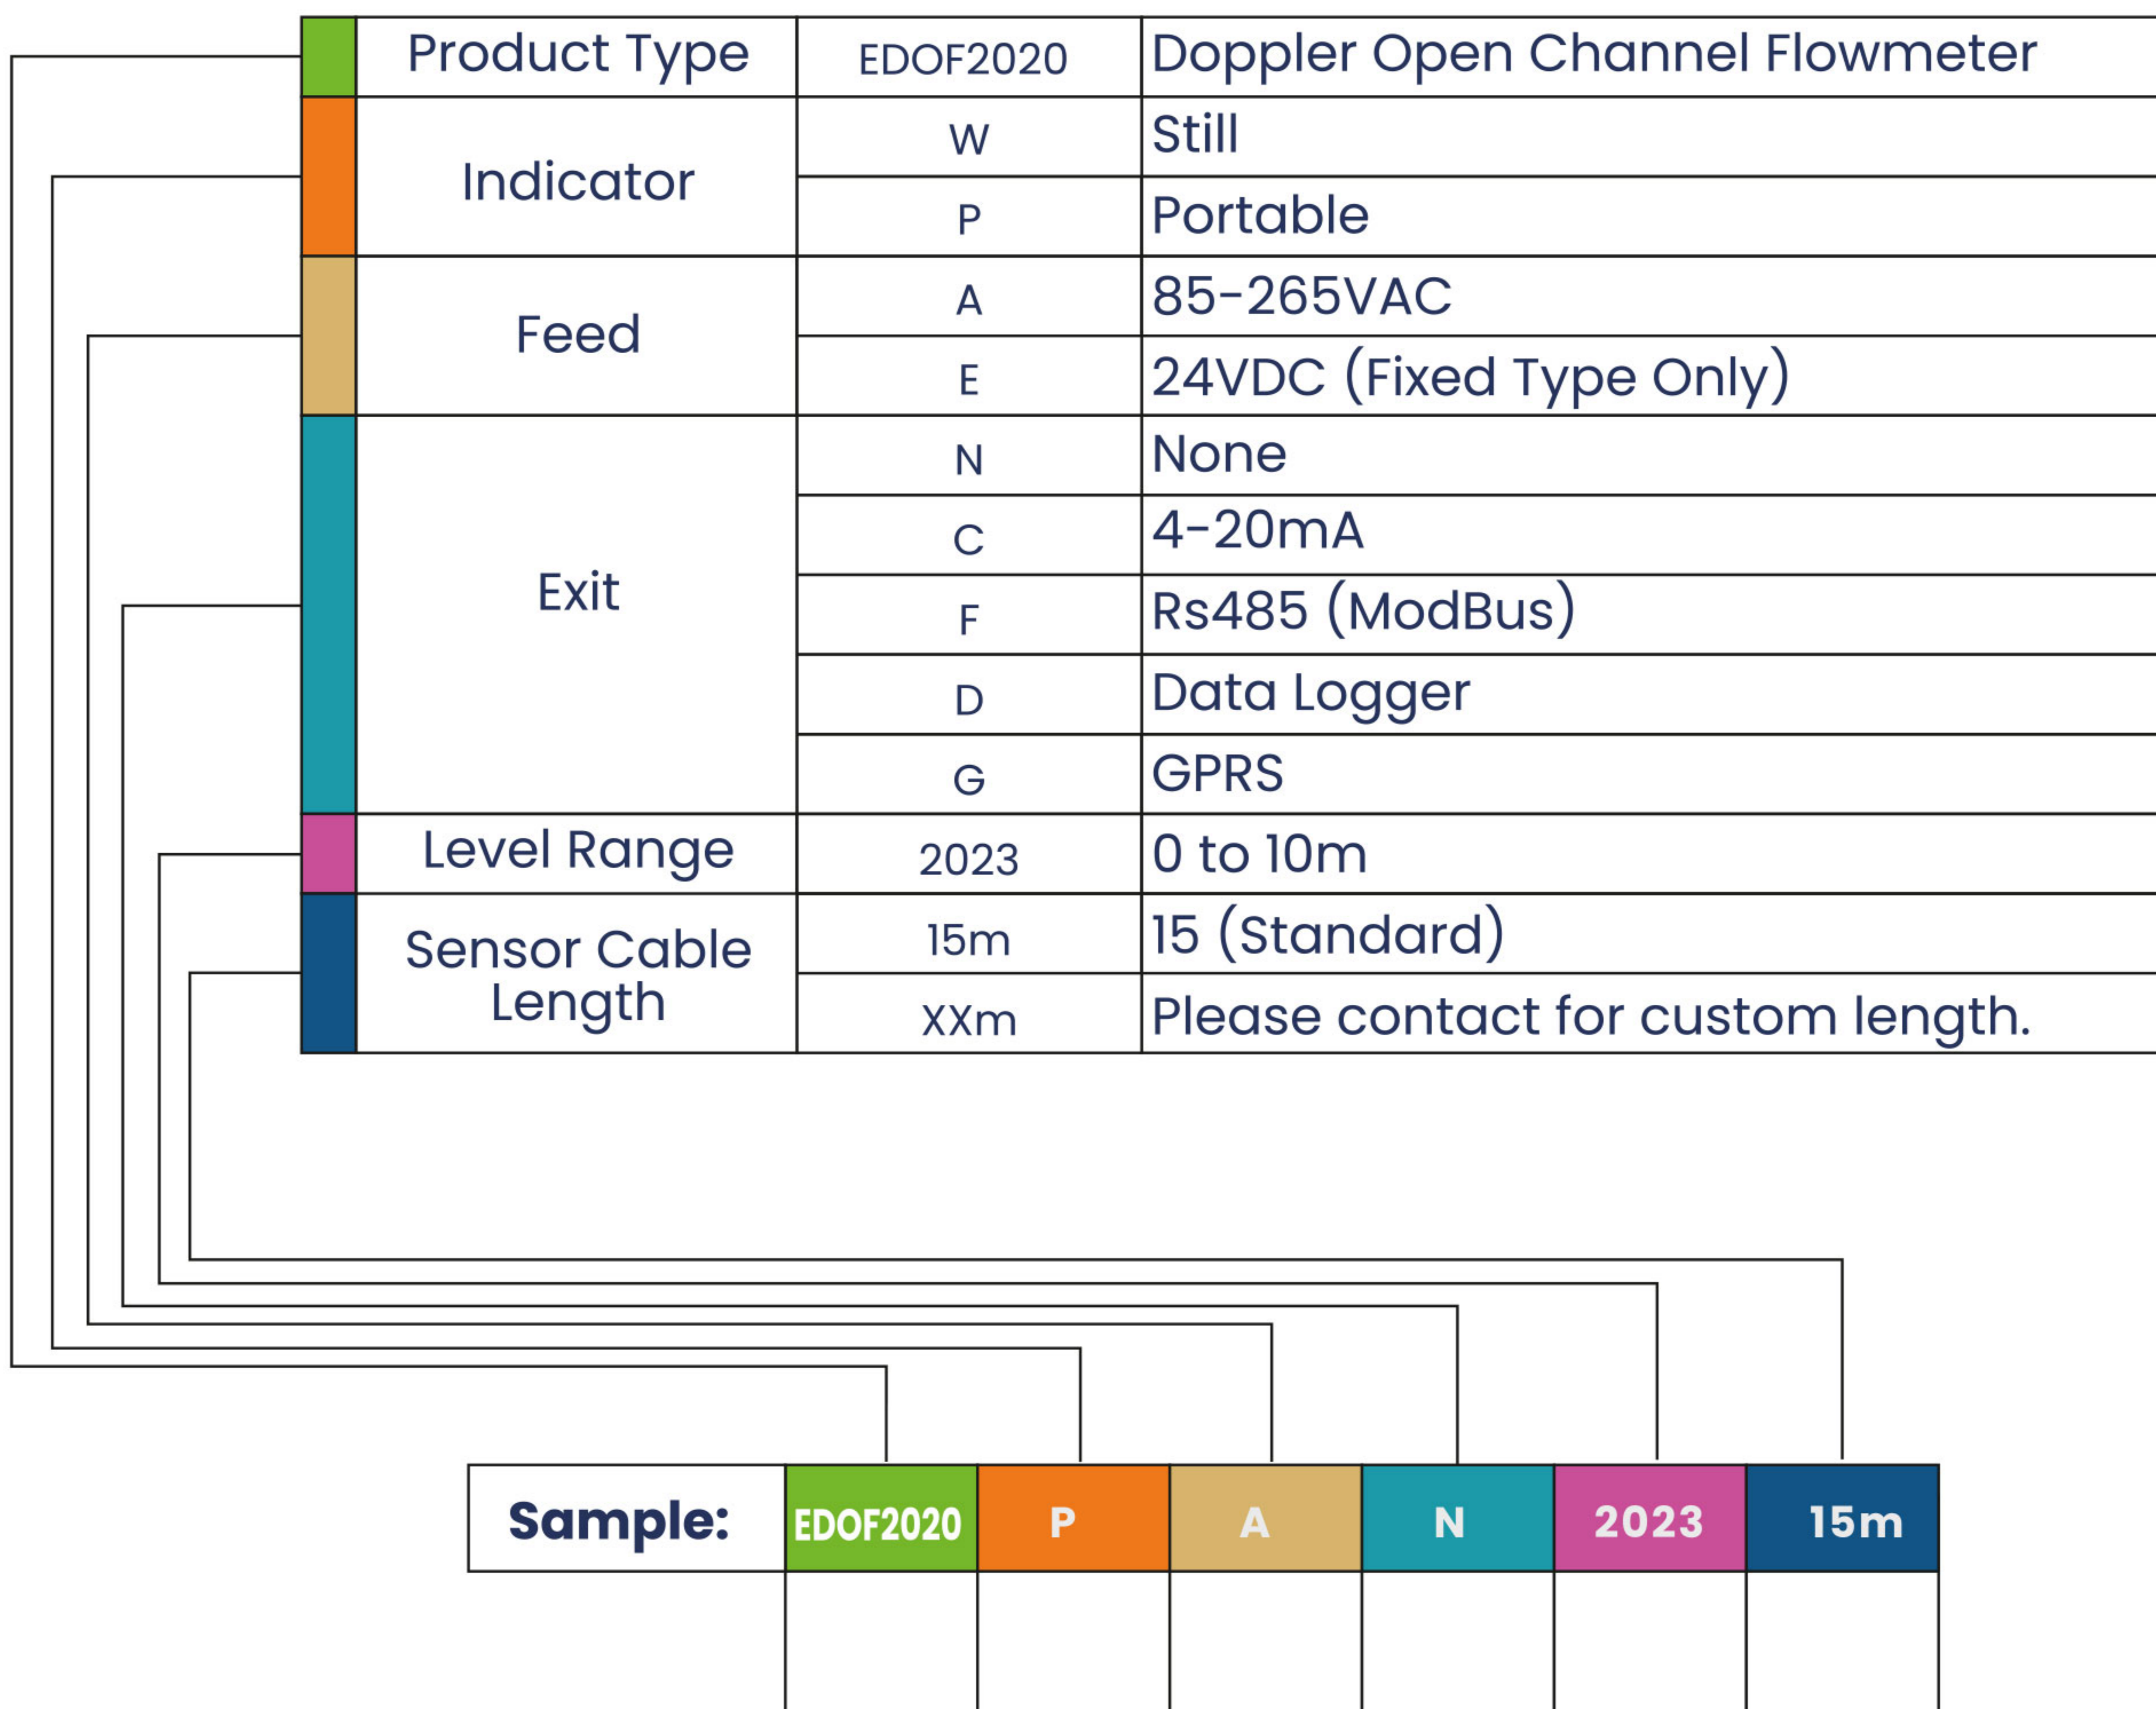 Product Type EDOF2020 Doppler Open Channel Flowmeter
Indicator
W Still
P Portable
Feed
A 85-265VAC
E 24VDC (Fixed Type Only)
Exit
N None
C 4-20mA
F Rs485 (ModBus)
D Data Logger
G GPRS
Level Range 2023 0 to 10m
Sensor Cable
Length
15m 15 (Standard)
XXm Please contact for custom length.
Sample: EDOF2020 P A N 2023 15m